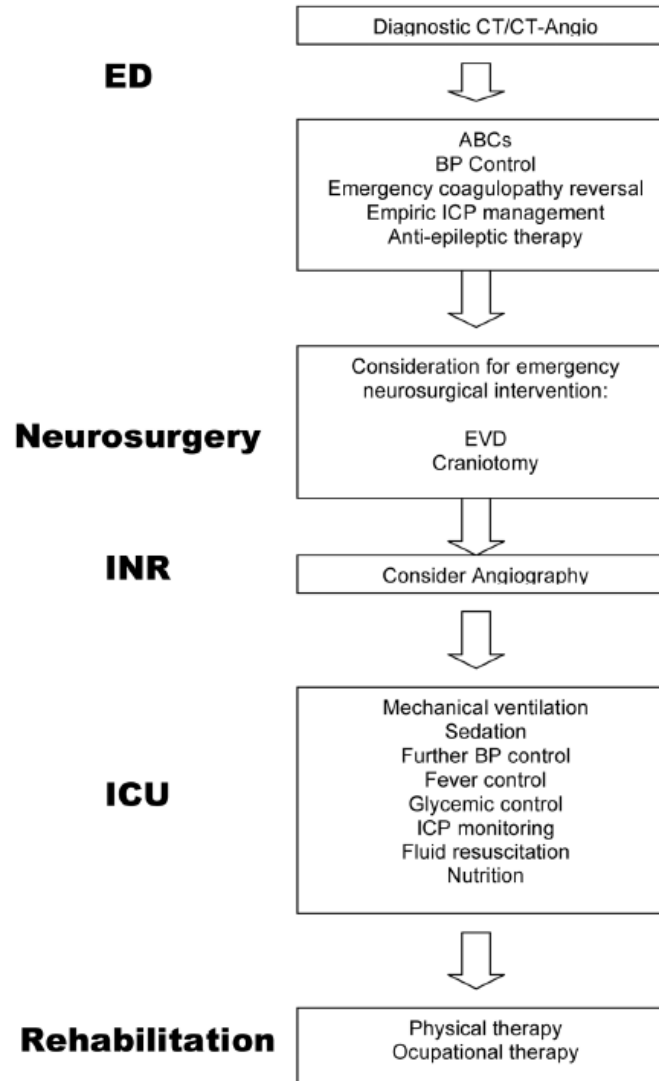 Diagnostic CT/CT-Angio
ED
ABCs
BP Control
Emergency coagulopathy reversal
Empiric ICP management
Anti-epileptic therapy
Consideration for emergency
neurosurgical intervention:
Neurosurgery
EVD
Craniotomy
INR
Consider Angiography
Mechanical ventilation
Sedation
Further BP control
Fever control
ICU
Glycemic control
ICP monitoring
Fluid resuscitation
Nutrition
Rehabilitation
Physical therapy
Ocupational therapy